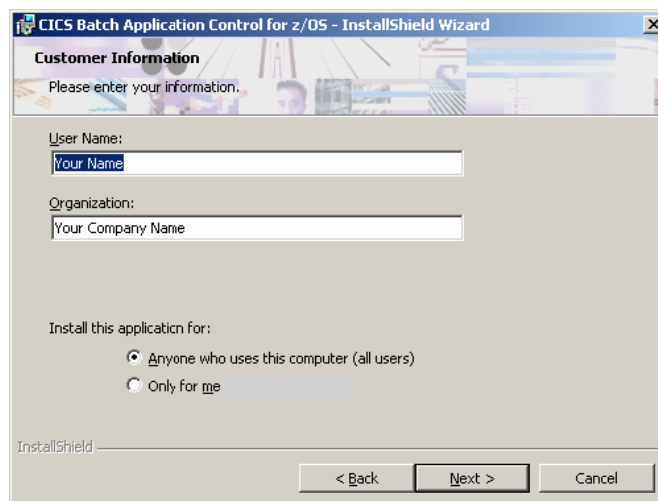 CICS Batch Application Control for z/OS - InstallShield Wizard
Customer Information
Please enter your information.
User Name:
Your Name
Organization:
Your Company Name
Install this application for:
Anyone who uses this computer (all users)
Only for me
InstallShield
< Back
Next >
Cancel